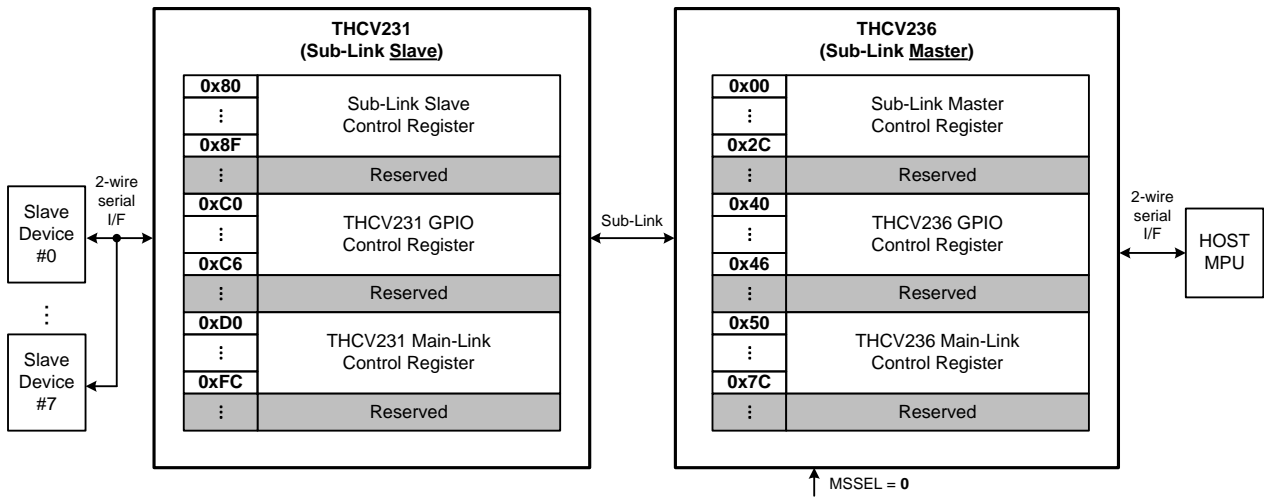 THCV231
(Sub-Link Slave)
0x80
⋮
0x8F
Sub-Link Slave
Control Register
⋮
Reserved
0xC0
⋮
0xC6
THCV231 GPIO
Control Register
⋮
Reserved
0xD0
⋮
0xFC
THCV231 Main-Link
Control Register
⋮
Reserved
2-wire
serial
I/F
Slave
Device
#0
⋮
Slave
Device
#7
Sub-Link
THCV236
(Sub-Link Master)
0x00
⋮
0x2C
Sub-Link Master
Control Register
⋮
Reserved
0x40
⋮
0x46
THCV236 GPIO
Control Register
⋮
Reserved
0x50
⋮
0x7C
THCV236 Main-Link
Control Register
⋮
Reserved
2-wire
serial
I/F
HOST
MPU
MSSEL = 0